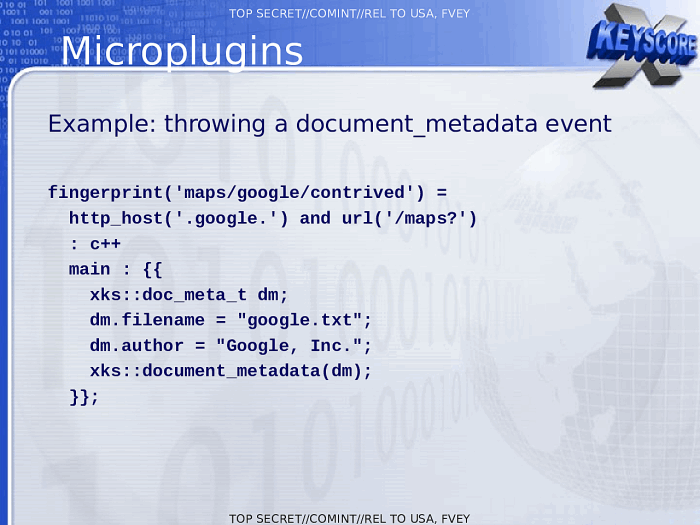 TOP SECRET//COMINT//REL TO USA, FVEY
Microplugins
X KEYSCORE
Example: throwing a document_metadata event
fingerprint('maps/google/contrived') =
http_host('.google.') and url('/maps?')
: c++
main : {{
xks::doc_meta_t dm;
dm.filename = "google.txt";
dm.author = "Google, Inc.";
xks::document_metadata(dm);
}};
TOP SECRET//COMINT//REL TO USA, FVEY